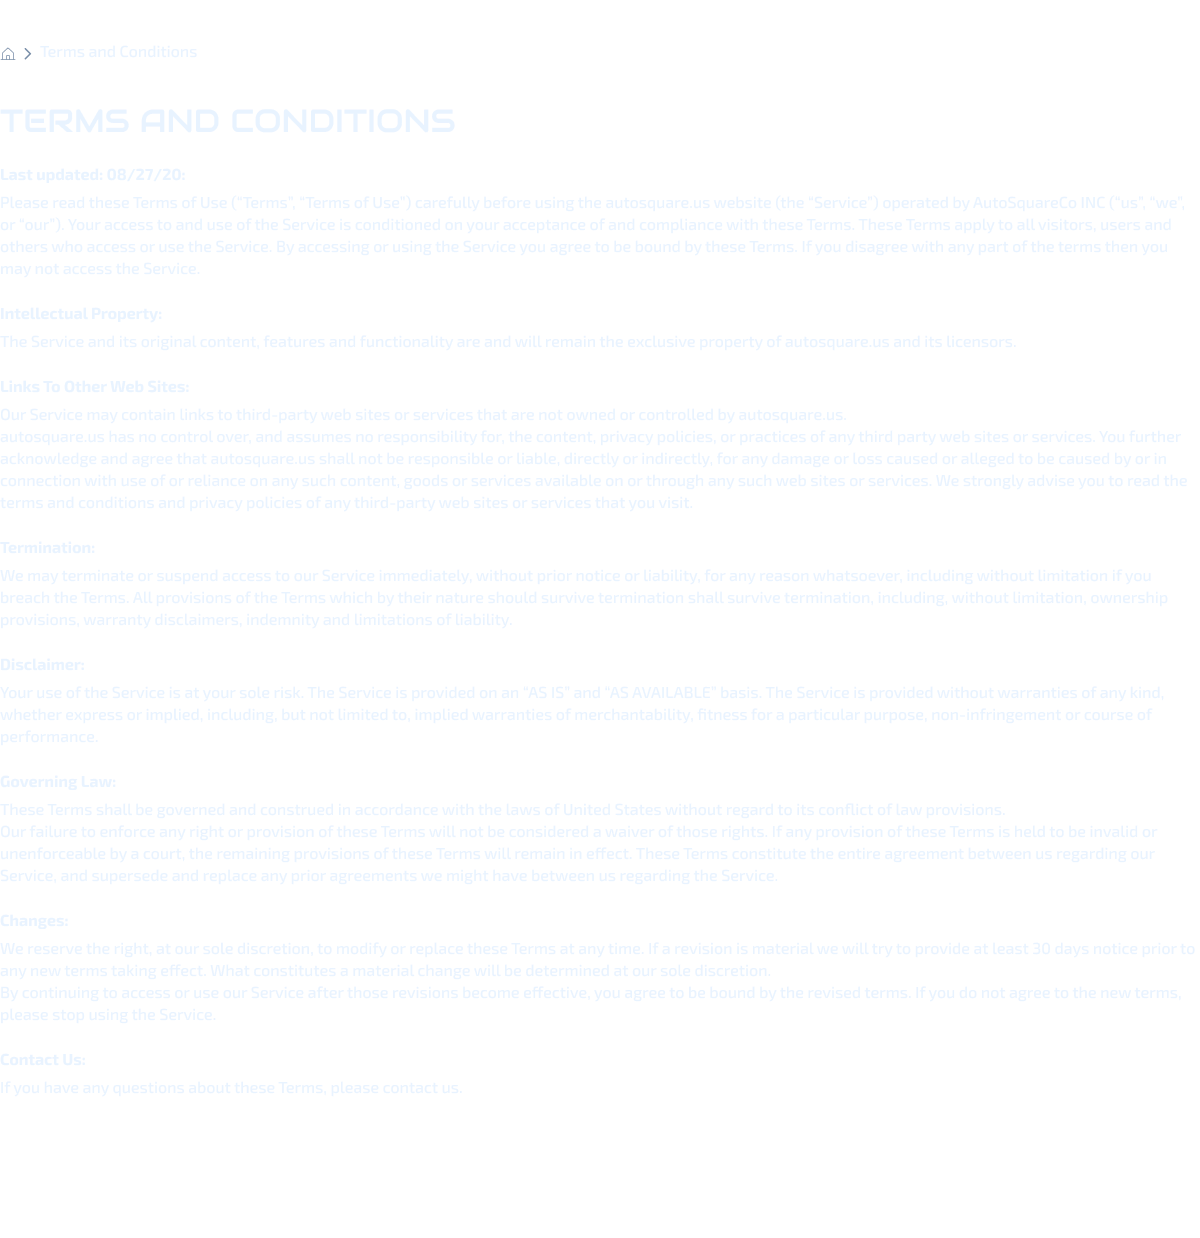 Terms and Conditions
TERMS AND CONDITIONS
Last updated: 08/27/20:
Please read these Terms of Use (“Terms”, “Terms of Use”) carefully before using the autosquare.us website (the “Service”) operated by AutoSquareCo INC (“us”, “we”,
or “our”). Your access to and use of the Service is conditioned on your acceptance of and compliance with these Terms. These Terms apply to all visitors, users and
others who access or use the Service. By accessing or using the Service you agree to be bound by these Terms. If you disagree with any part of the terms then you
may not access the Service.
Intellectual Property:
The Service and its original content, features and functionality are and will remain the exclusive property of autosquare.us and its licensors.
Links To Other Web Sites:
Our Service may contain links to third-party web sites or services that are not owned or controlled by autosquare.us.
autosquare.us has no control over, and assumes no responsibility for, the content, privacy policies, or practices of any third party web sites or services. You further
acknowledge and agree that autosquare.us shall not be responsible or liable, directly or indirectly, for any damage or loss caused or alleged to be caused by or in
connection with use of or reliance on any such content, goods or services available on or through any such web sites or services. We strongly advise you to read the
terms and conditions and privacy policies of any third-party web sites or services that you visit.
Termination:
We may terminate or suspend access to our Service immediately, without prior notice or liability, for any reason whatsoever, including without limitation if you
breach the Terms. All provisions of the Terms which by their nature should survive termination shall survive termination, including, without limitation, ownership
provisions, warranty disclaimers, indemnity and limitations of liability.
Disclaimer:
Your use of the Service is at your sole risk. The Service is provided on an “AS IS” and “AS AVAILABLE” basis. The Service is provided without warranties of any kind,
whether express or implied, including, but not limited to, implied warranties of merchantability, fitness for a particular purpose, non-infringement or course of
performance.
Governing Law:
These Terms shall be governed and construed in accordance with the laws of United States without regard to its conflict of law provisions.
Our failure to enforce any right or provision of these Terms will not be considered a waiver of those rights. If any provision of these Terms is held to be invalid or
unenforceable by a court, the remaining provisions of these Terms will remain in effect. These Terms constitute the entire agreement between us regarding our
Service, and supersede and replace any prior agreements we might have between us regarding the Service.
Changes:
We reserve the right, at our sole discretion, to modify or replace these Terms at any time. If a revision is material we will try to provide at least 30 days notice prior to
any new terms taking effect. What constitutes a material change will be determined at our sole discretion.
By continuing to access or use our Service after those revisions become effective, you agree to be bound by the revised terms. If you do not agree to the new terms,
please stop using the Service.
Contact Us:
If you have any questions about these Terms, please contact us.